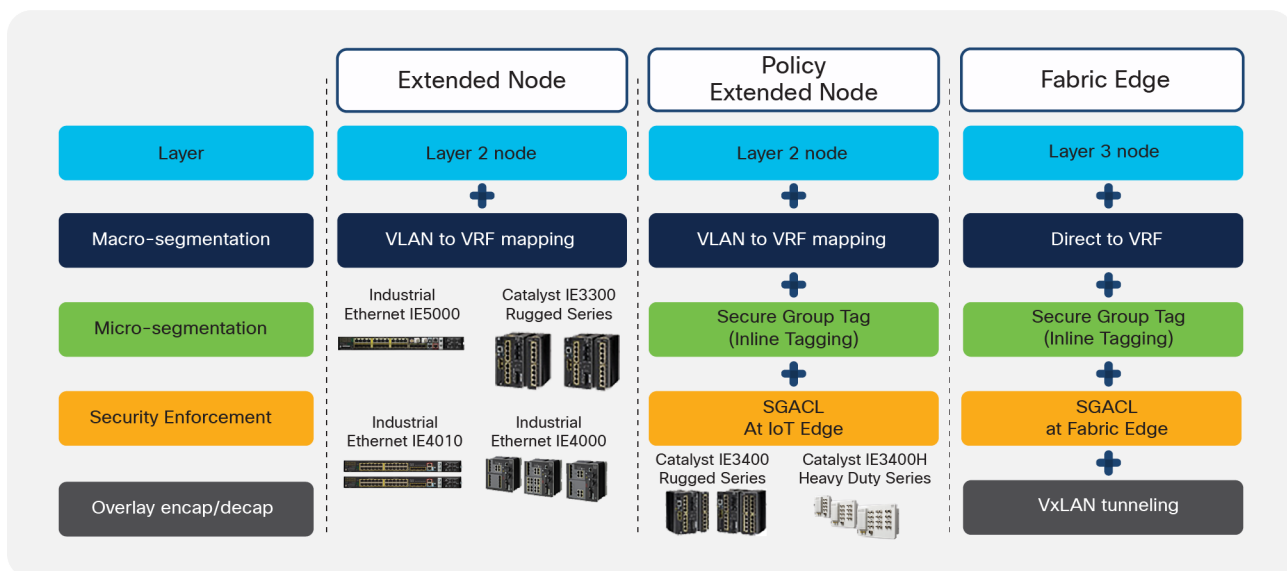 Extended Node
Policy
Extended Node
Fabric Edge
Layer
Layer 2 node
Layer 2 node
Layer 3 node
Macro-segmentation
VLAN to VRF mapping
VLAN to VRF mapping
Direct to VRF
Micro-segmentation
Industrial
Ethernet IE5000
Catalyst IE3300
Rugged Series
Secure Group Tag
(Inline Tagging)
Secure Group Tag
(Inline Tagging)
Security Enforcement
Industrial
Ethernet IE4010
Industrial
Ethernet IE4000
SGACL
At IoT Edge
SGACL
at Fabric Edge
Overlay encap/decap
Catalyst IE3400
Rugged Series
Catalyst IE3400H
Heavy Duty Series
VxLAN tunneling